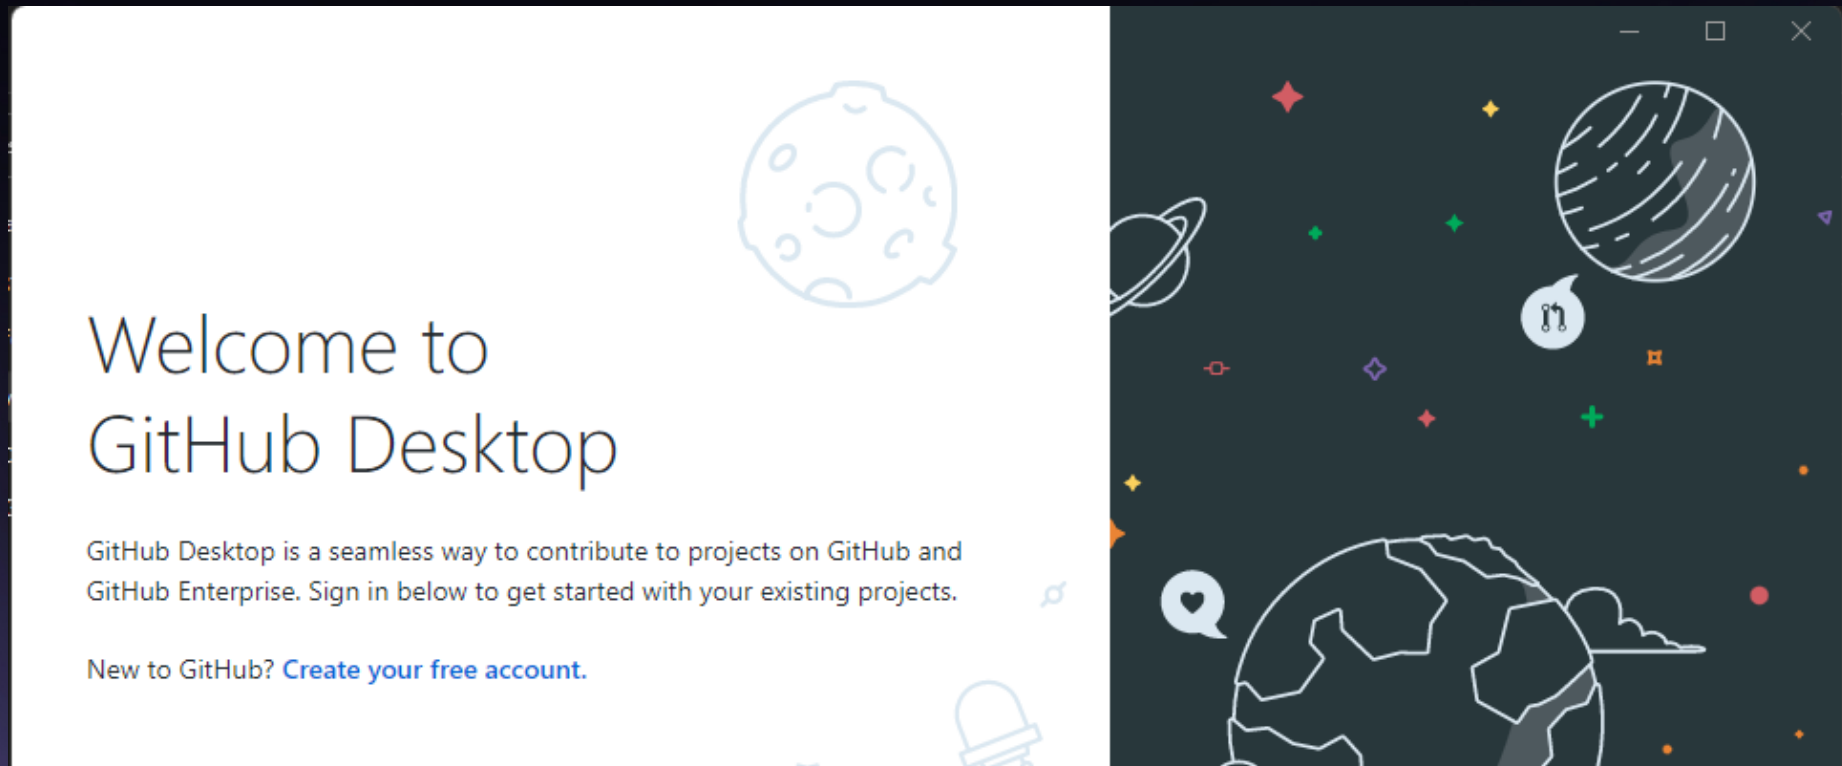 Welcome to
GitHub Desktop
GitHub Desktop is a seamless way to contribute to projects on GitHub and
GitHub Enterprise. Sign in below to get started with your existing projects.
New to GitHub? Create your free account.